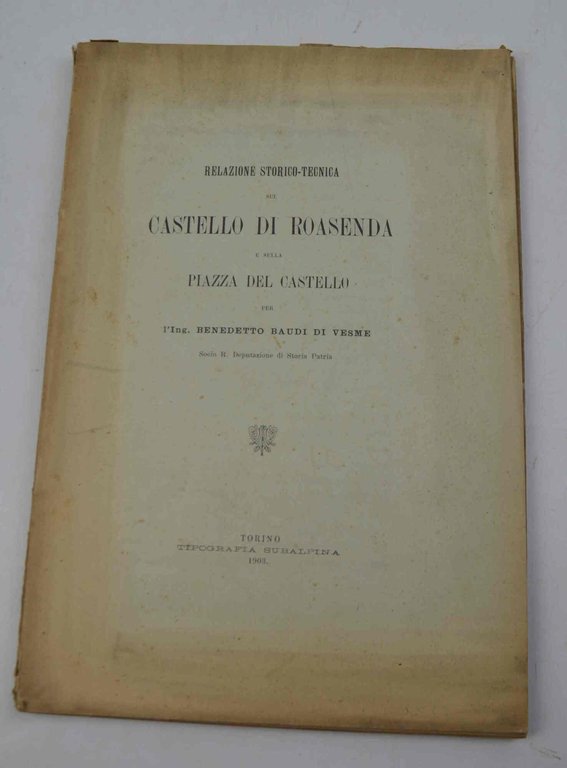 RELAZIONE STORICO-TECNICA
SUL
CASTELLO DI ROASENDA
E SULLA
PIAZZA DEL CASTELLO
PER
l'Ing. BENEDETTO BAUDI DI VESME
Socio R. Deputazione di Storia Patria
TORINO
TIPOGRAFIA SUBALPINA
1903.